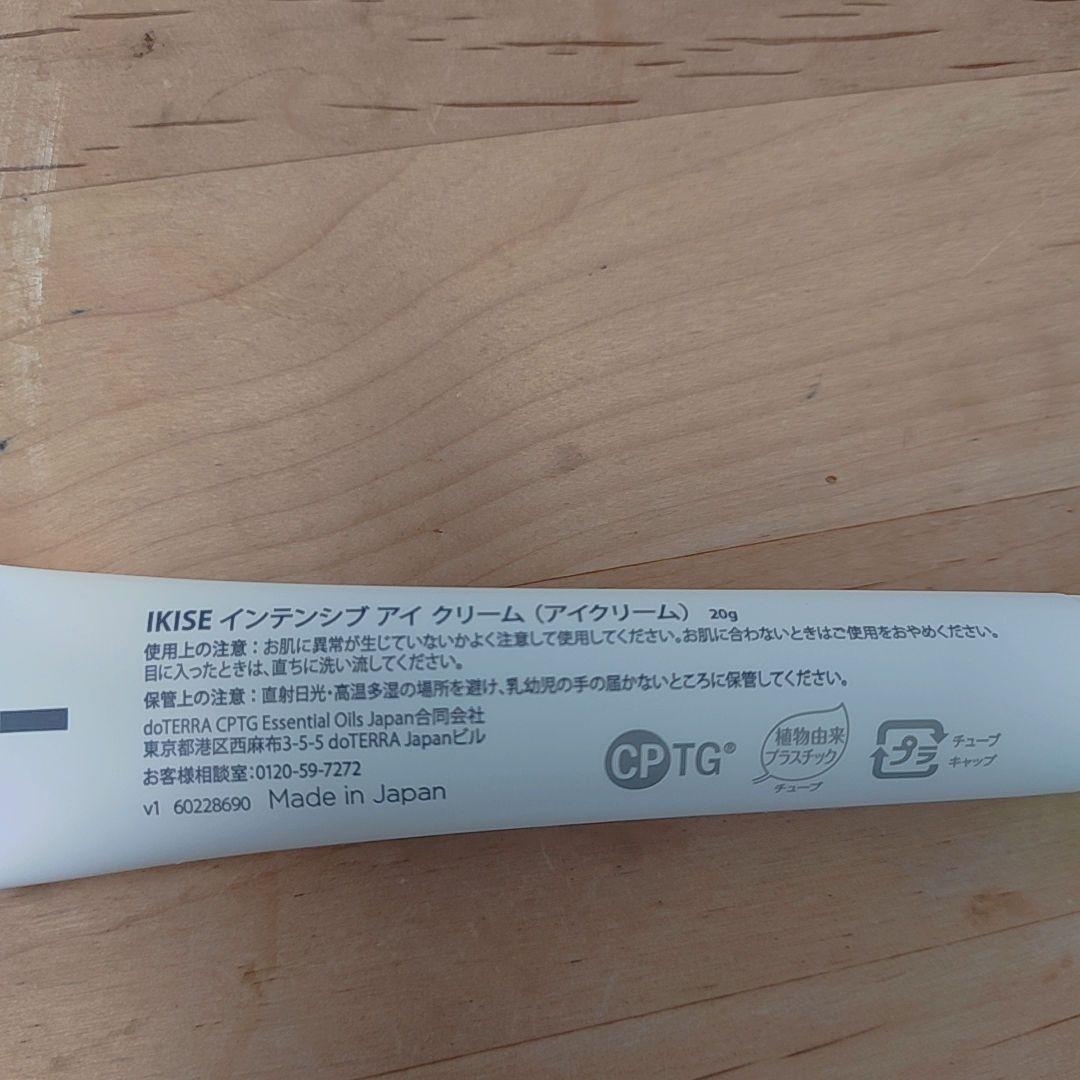 IKISE インテンシブ アイ クリーム（アイクリーム） 20g
使用上の注意：お肌に異常が生じていないかよく注意して使用してください。お肌に合わないときはご使用をおやめください。
目に入ったときは、直ちに洗い流してください。
保管上の注意：直射日光・高温多湿の場所を避け、乳幼児の手の届かないところに保管してください。
doTERRA CPTG Essential Oils Japan合同会社
東京都港区西麻布3-5-5 doTERRA Japanビル
お客様相談室：0120-59-7272
v1 60228690 Made in Japan
CPTG®
植物由来
プラスチック
チューブ
プラ
チューブ
キャップ